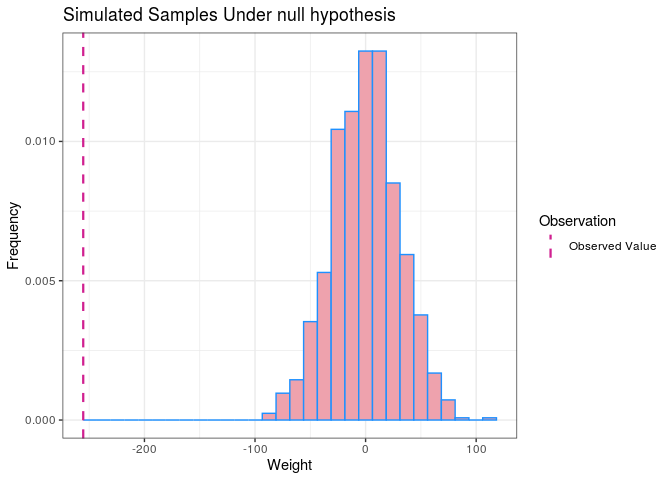 Simulated Samples Under null hypothesis
Frequency
0.010
0.005
0.000
-200
-100
0
100
Weight
Observation
Observed Value